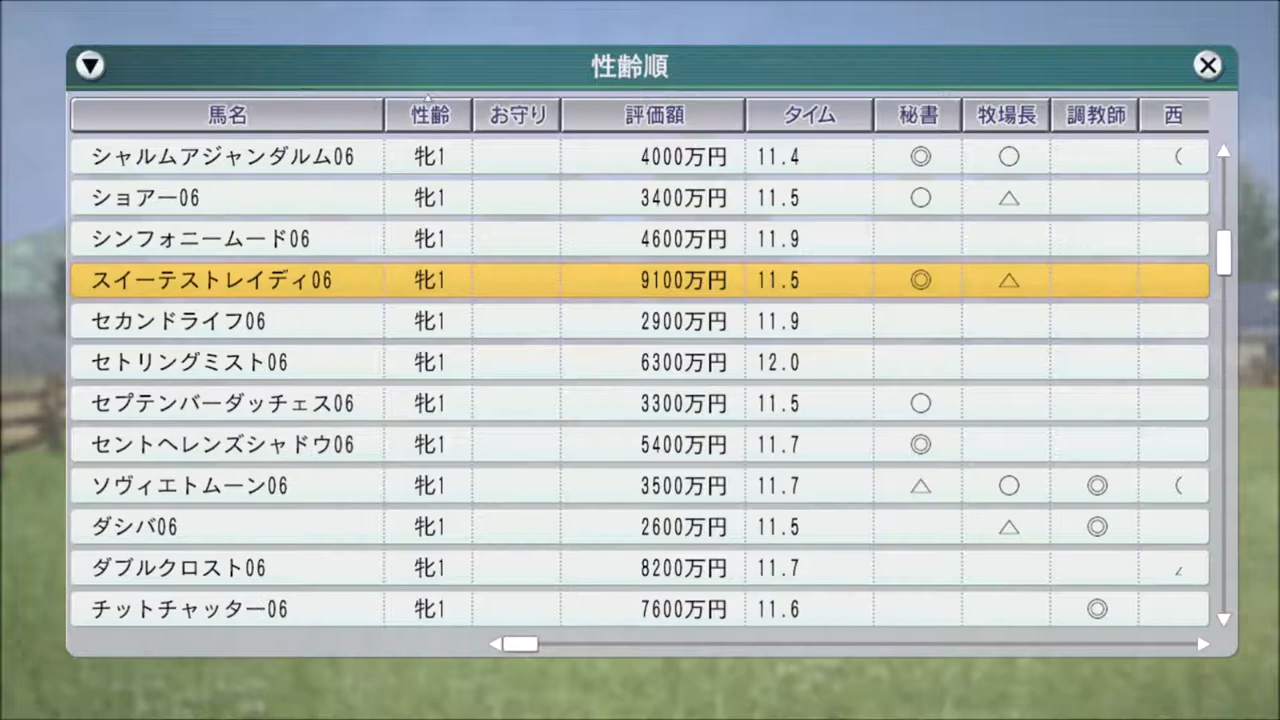 性齢順
馬名 性齢 お守り 評価額 タイム 秘書 牧場長 調教師 西
シャルムアジャンダルム06 牝1 4000万円 11.4 ◎ ○
ショアー06 牝1 3400万円 11.5 ○ △
シンフォニームード06 牝1 4600万円 11.9
スイーテストレイディ06 牝1 9100万円 11.5 ◎ △
セカンドライフ06 牝1 2900万円 11.9
セトリングミスト06 牝1 6300万円 12.0
セプテンバーダッチェス06 牝1 3300万円 11.5 ○
セントヘレンズシャドウ06 牝1 5400万円 11.7 ◎
ソヴィエトムーン06 牝1 3500万円 11.7 △ ○ ◎
ダシバ06 牝1 2600万円 11.5 △ ◎
ダブルクロスト06 牝1 8200万円 11.7
チットチャッター06 牝1 7600万円 11.6 ◎